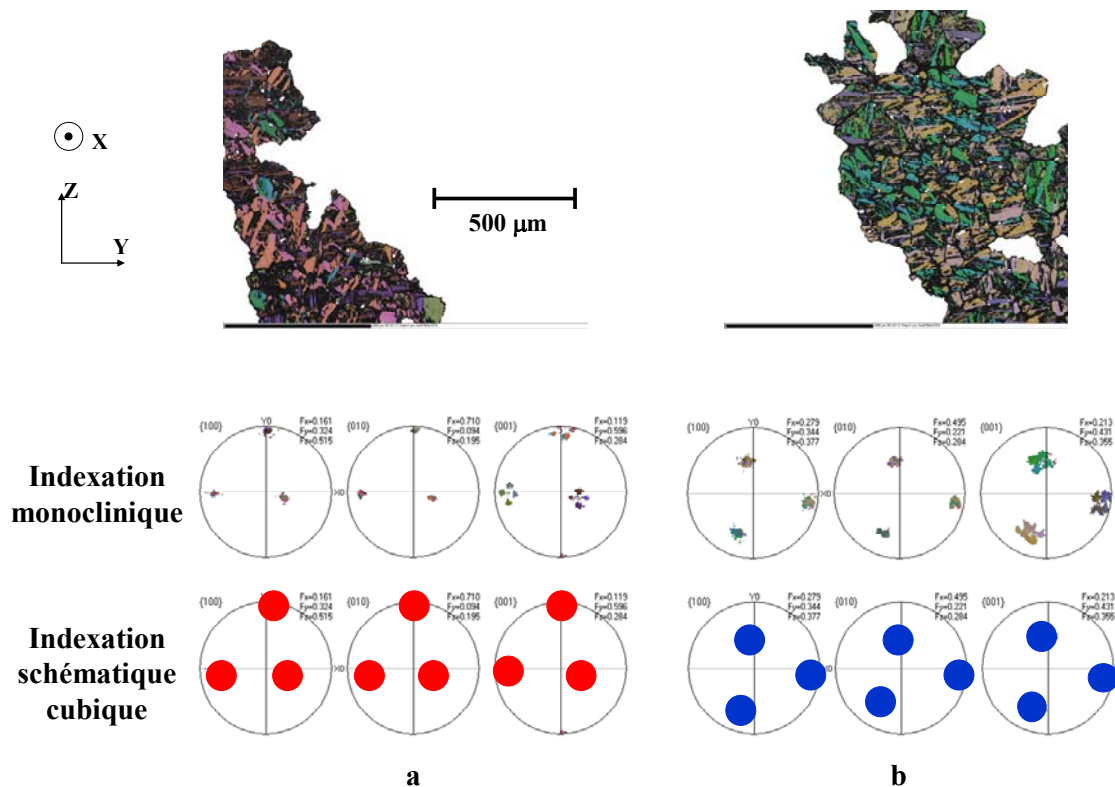 X
Z
Y
500 µm
Indexation
monoclinique
{100}
Y0
Fx=0.161
Fy=0.324
Fz=0.515
{010}
Fx=0.710
Fy=0.094
Fz=0.195
{001}
Fx=0.119
Fy=0.596
Fz=0.284
X0
{100}
Y0
Fx=0.279
Fy=0.344
Fz=0.377
{010}
Fx=0.495
Fy=0.221
Fz=0.284
{001}
Fx=0.213
Fy=0.431
Fz=0.355
X0
Indexation
schématique
cubique
{100}
Fx=0.161
Fy=0.324
Fz=0.515
{010}
Fx=0.710
Fy=0.094
Fz=0.195
{001}
Fx=0.119
Fy=0.596
Fz=0.284
X0
{100}
Y0
Fx=0.279
Fy=0.344
Fz=0.377
{010}
Fx=0.495
Fy=0.221
Fz=0.284
{001}
Fx=0.213
Fy=0.431
Fz=0.355
X0
a
b